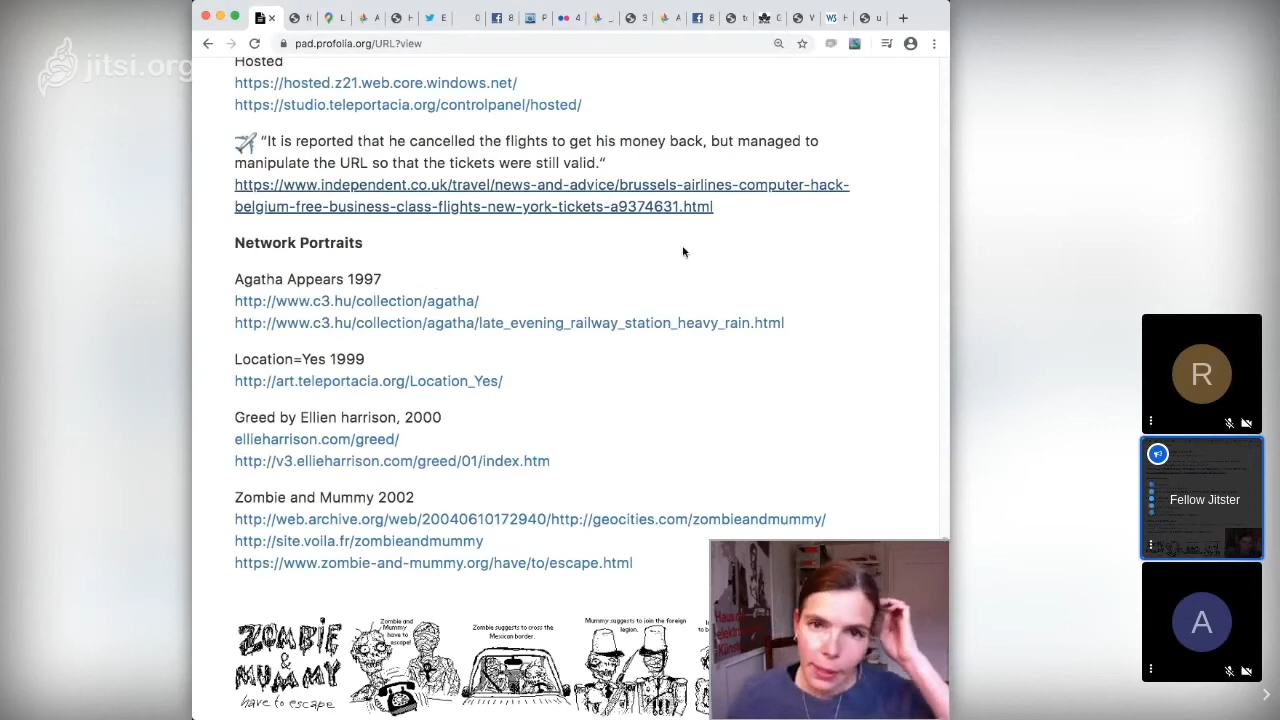 jitsi.org
pad.profolia.org/URL?view
Hosted
https://hosted.z21.web.core.windows.net/
https://studio.teleportacia.org/controlpanel/hosted/
“It is reported that he cancelled the flights to get his money back, but managed to
manipulate the URL so that the tickets were still valid.“
https://www.independent.co.uk/travel/news-and-advice/brussels-airlines-computer-hack-
belgium-free-business-class-flights-new-york-tickets-a9374631.html
Network Portraits
Agatha Appears 1997
http://www.c3.hu/collection/agatha/
http://www.c3.hu/collection/agatha/late_evening_railway_station_heavy_rain.html
Location=Yes 1999
http://art.teleportacia.org/Location_Yes/
Greed by Ellien harrison, 2000
ellieharrison.com/greed/
http://v3.ellieharrison.com/greed/01/index.htm
Zombie and Mummy 2002
http://web.archive.org/web/20040610172940/http://geocities.com/zombieandmummy/
http://site.voila.fr/zombieandmummy
https://www.zombie-and-mummy.org/have/to/escape.html
ZOMBIE
&
MUMMY
have to escape
Zombie and
Mummy
have to
escape!
Zombie suggests to cross the
Mexican border.
Mummy suggests to join the foreign
legion.
Haus de
elektron
Künste
R
Fellow Jitster
A